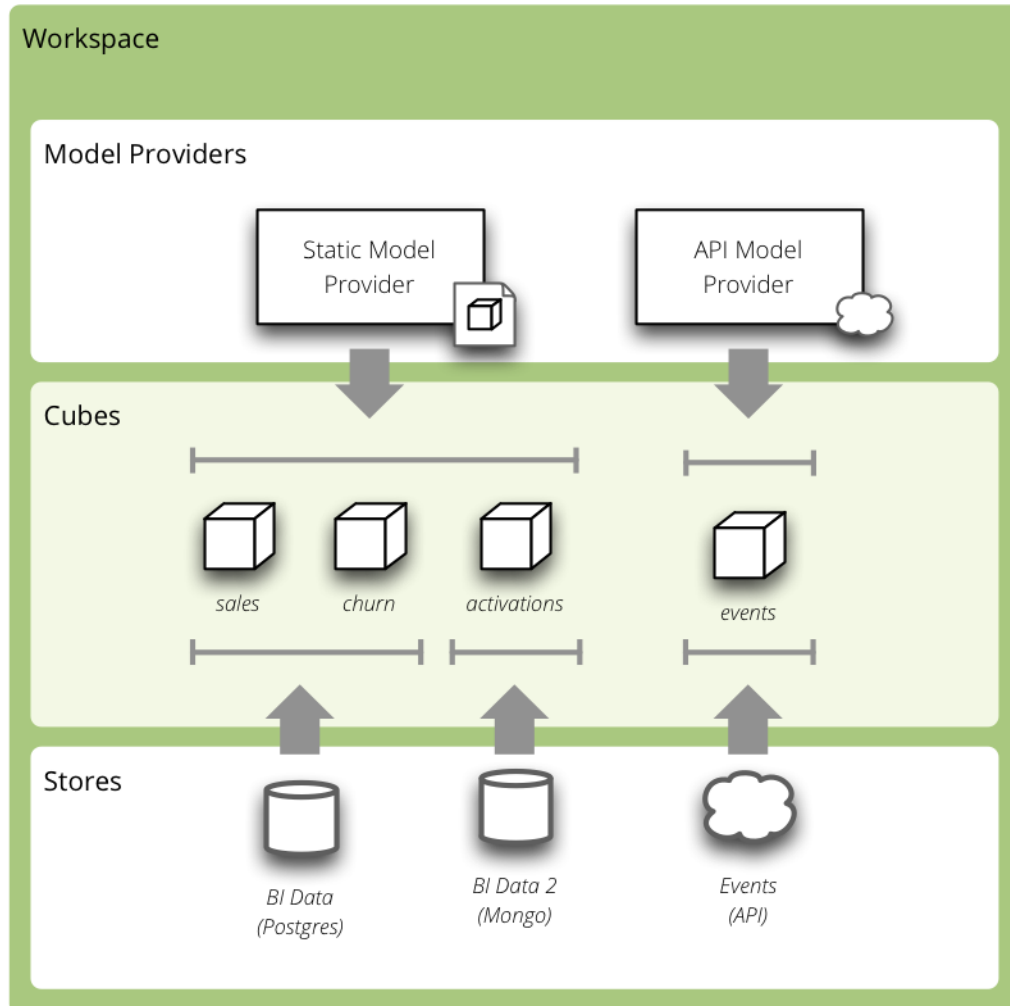 Workspace
Model Providers
Static Model
Provider
API Model
Provider
Cubes
sales
churn
activations
events
Stores
BI Data
(Postgres)
BI Data 2
(Mongo)
Events
(API)